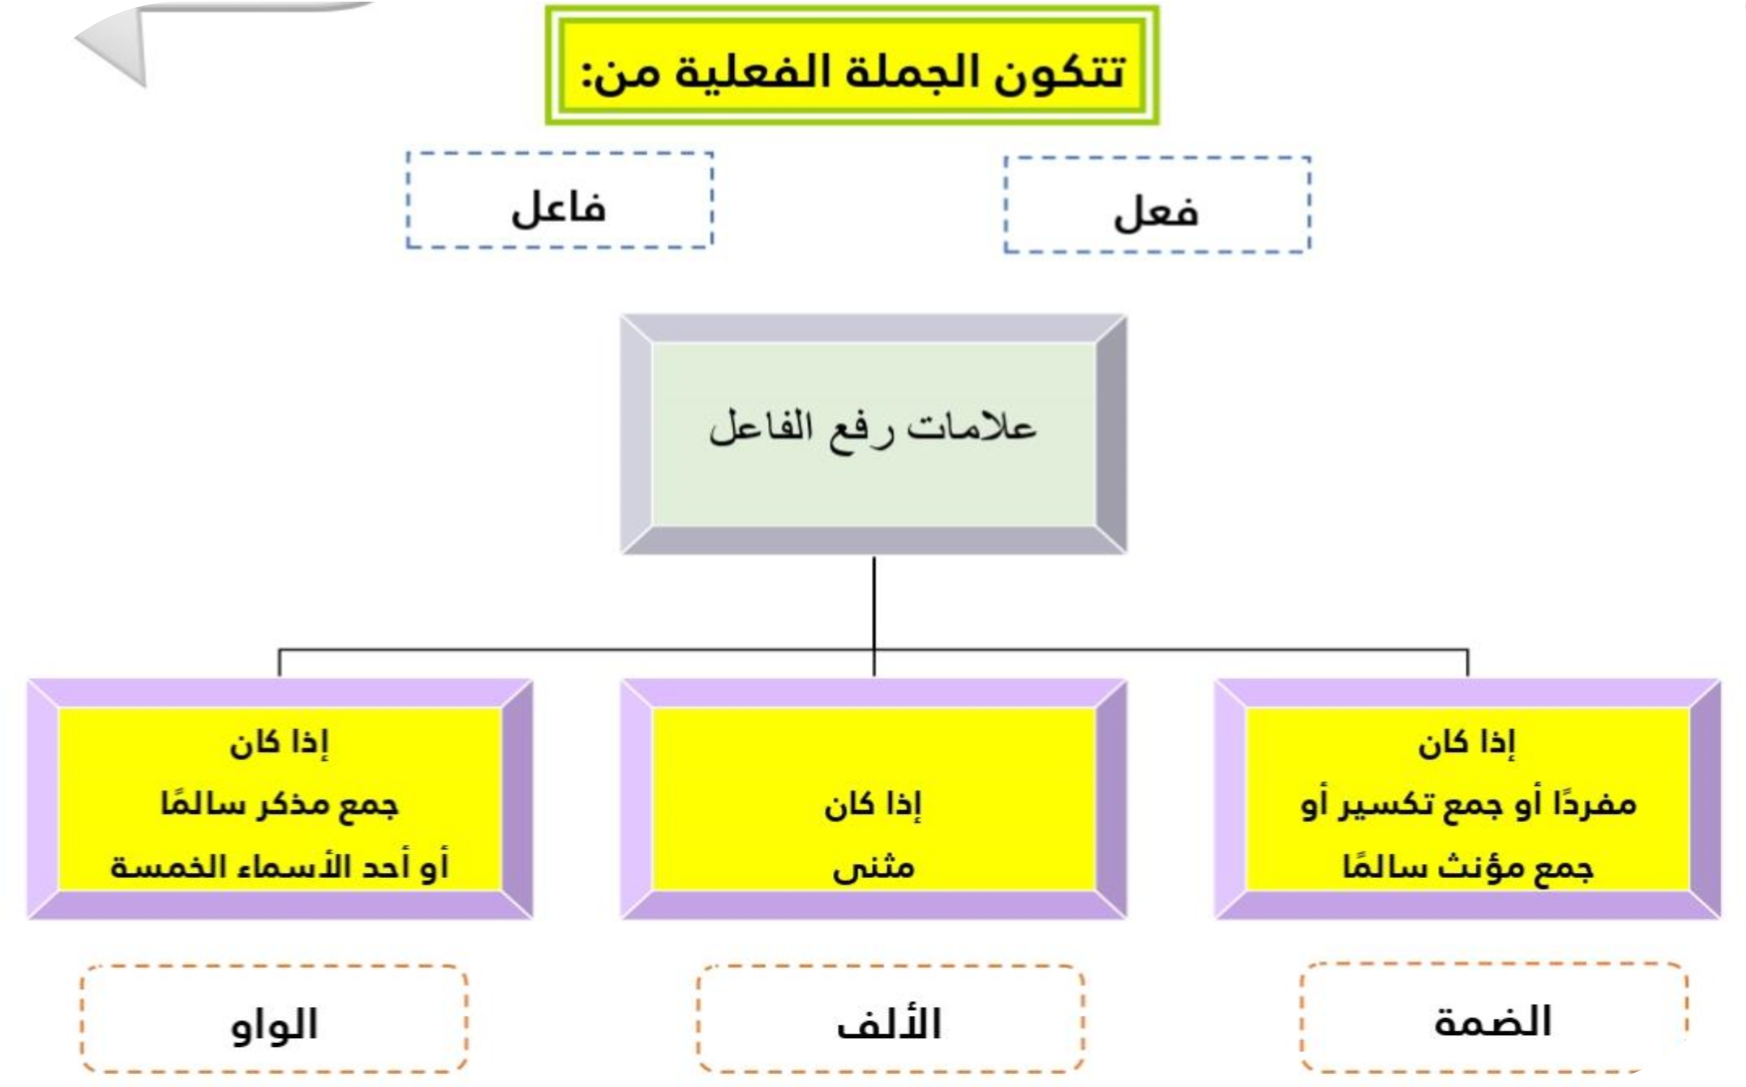 تتكون الجملة الفعلية من:
فعل
فاعل
علامات رفع الفاعل
إذا كان
مفردًا أو جمع تكسير أو
جمع مؤنث سالمًا
إذا كان
مثنى
إذا كان
جمع مذكر سالمًا
أو أحد الأسماء الخمسة
الضمة
الألف
الواو